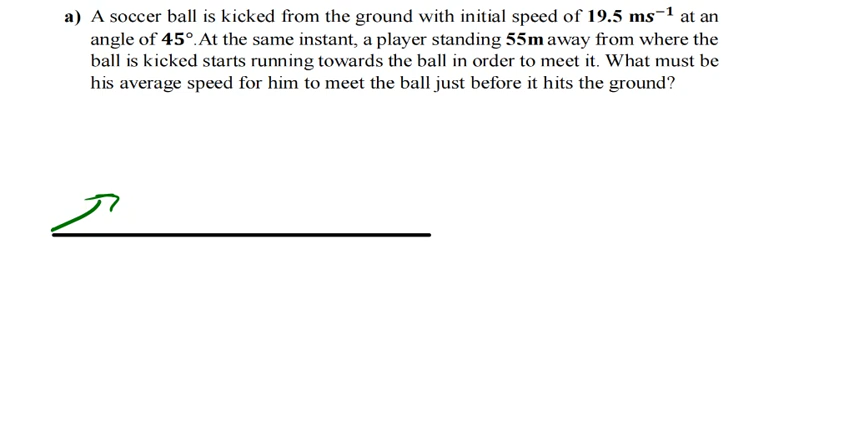 a) A soccer ball is kicked from the ground with initial speed of 19.5 ms⁻¹ at an
angle of 45°.At the same instant, a player standing 55m away from where the
ball is kicked starts running towards the ball in order to meet it. What must be
his average speed for him to meet the ball just before it hits the ground?